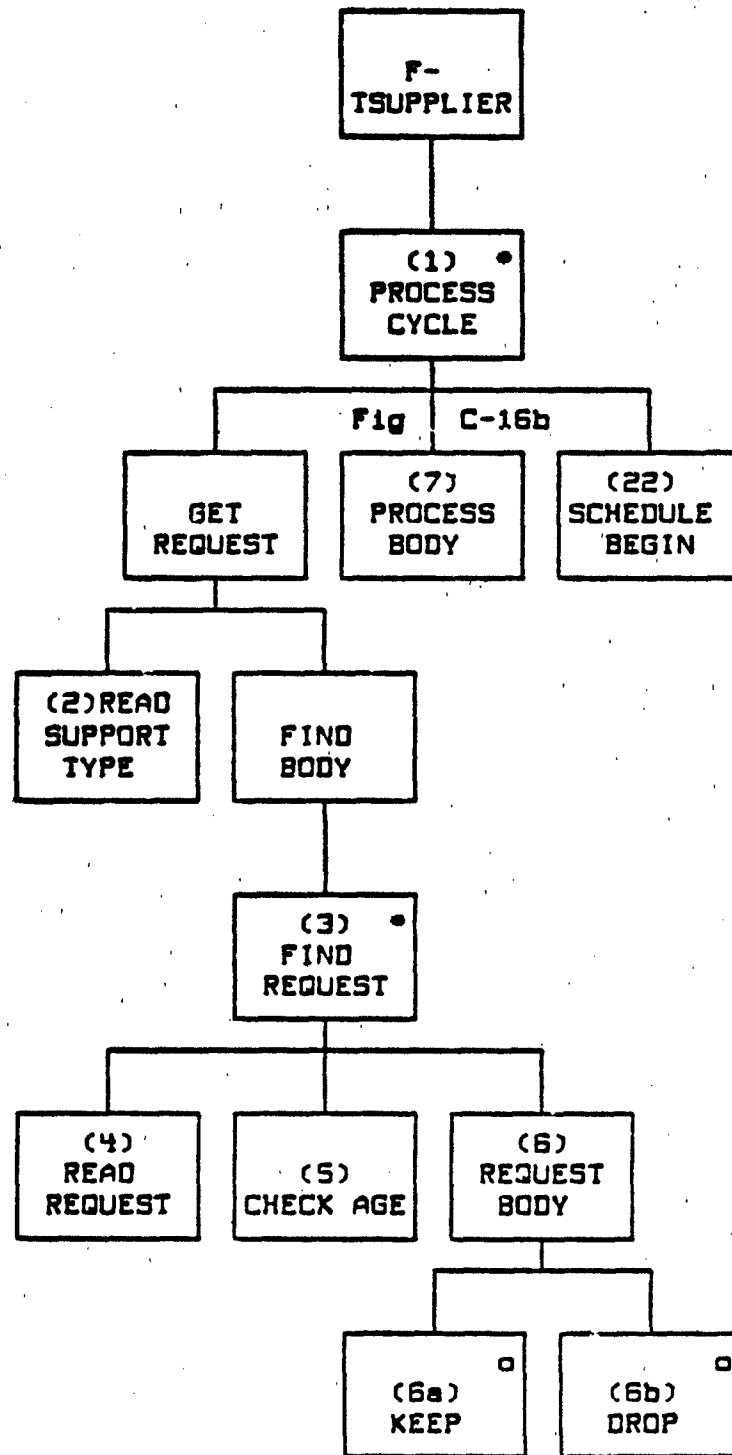 F-
TSUPPLIER
(1) *
PROCESS
CYCLE
Fig C-16b
GET
REQUEST
(7)
PROCESS
BODY
(22)
SCHEDULE
BEGIN
(2)READ
SUPPORT
TYPE
FIND
BODY
(3) *
FIND
REQUEST
(4)
READ
REQUEST
(5)
CHECK AGE
(6)
REQUEST
BODY
o
(6a)
KEEP
o
(6b)
DROP